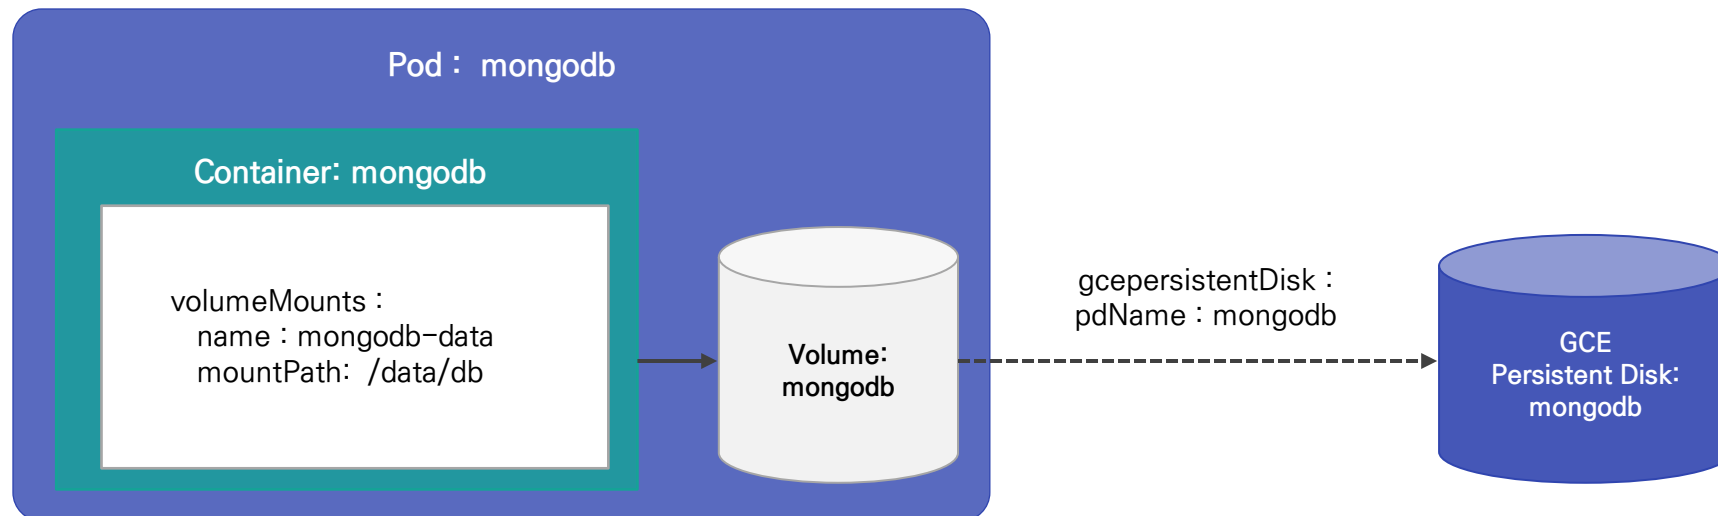 Pod : mongodb
Container: mongodb
volumeMounts :
name : mongodb-data
mountPath: /data/db
Volume:
mongodb
gcepersistentDisk :
pdName : mongodb
GCE
Persistent Disk:
mongodb